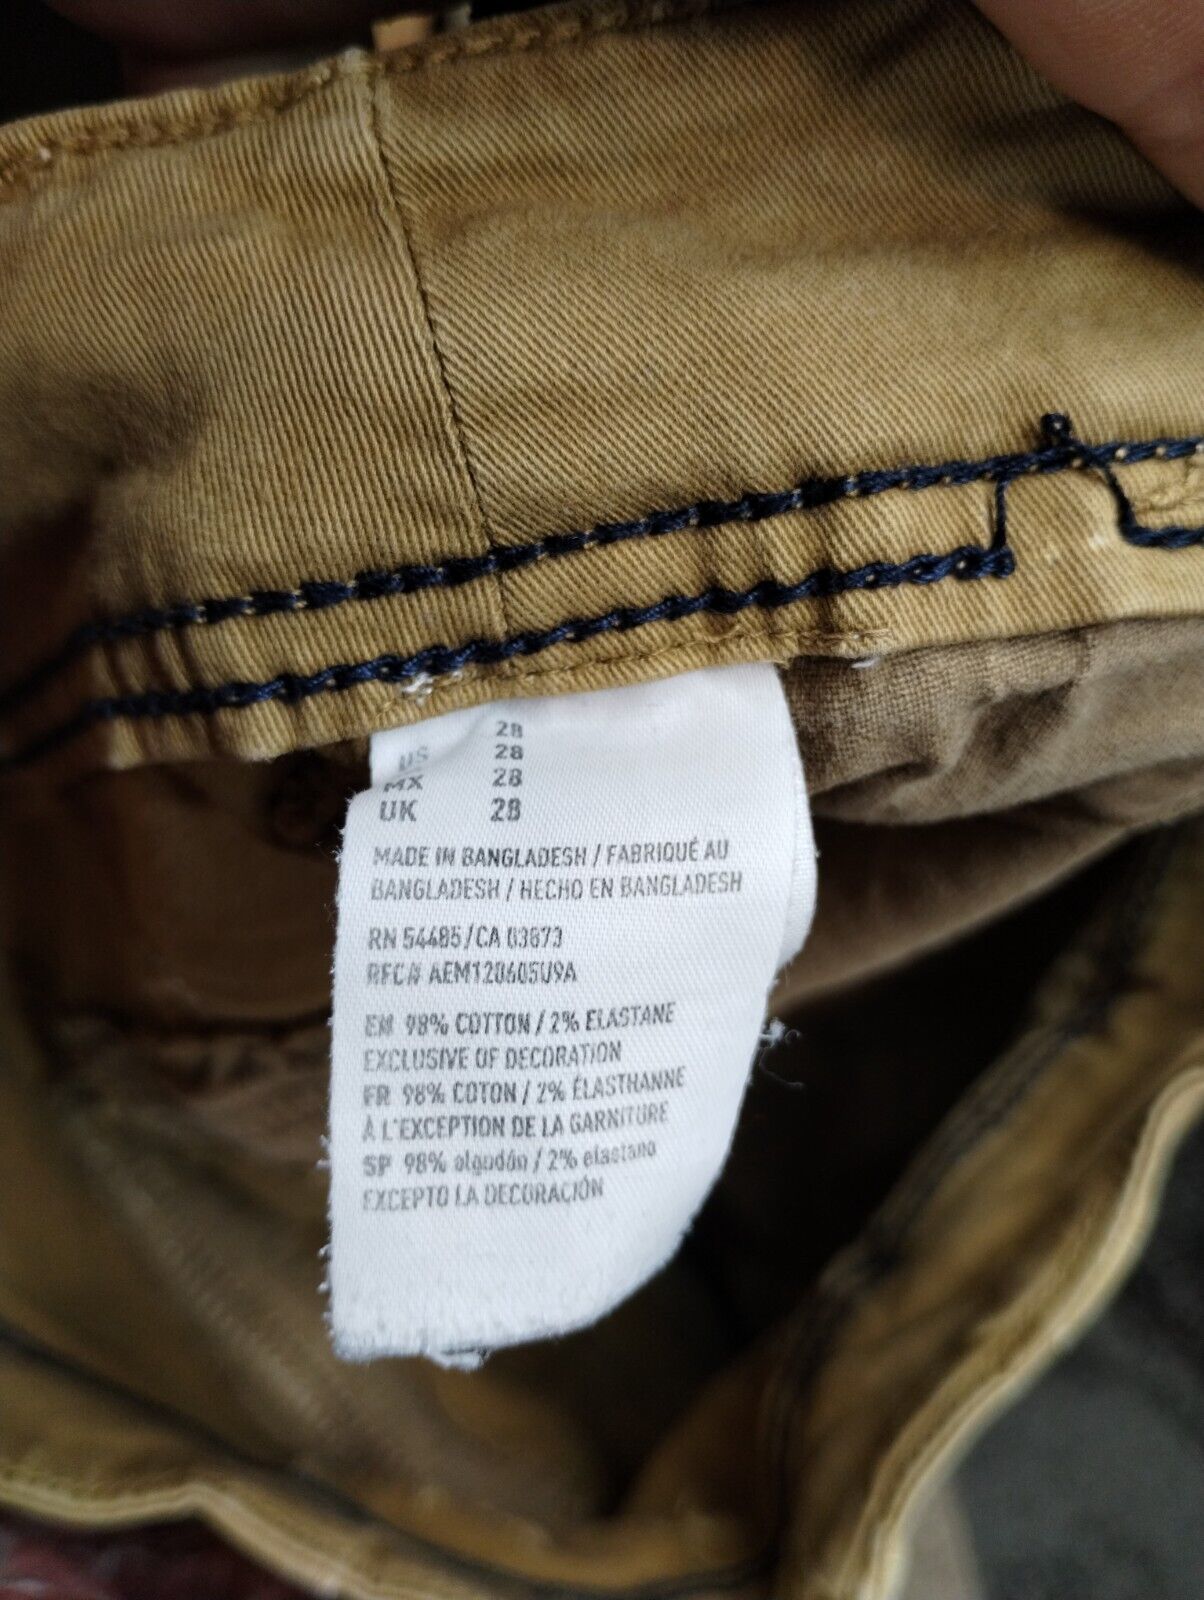 28
US 28
MX 28
UK 28
MADE IN BANGLADESH / FABRIQUÉ AU
BANGLADESH / HECHO EN BANGLADESH
RN 54485/CA 03873
RFC# AEM120605U9A
EM 98% COTTON / 2% ELASTANE
EXCLUSIVE OF DECORATION
FR 98% COTON / 2% ÉLASTHANNE
À L'EXCEPTION DE LA GARNITURE
SP 98% algodón / 2% elastano
EXCEPTO LA DECORACIÓN